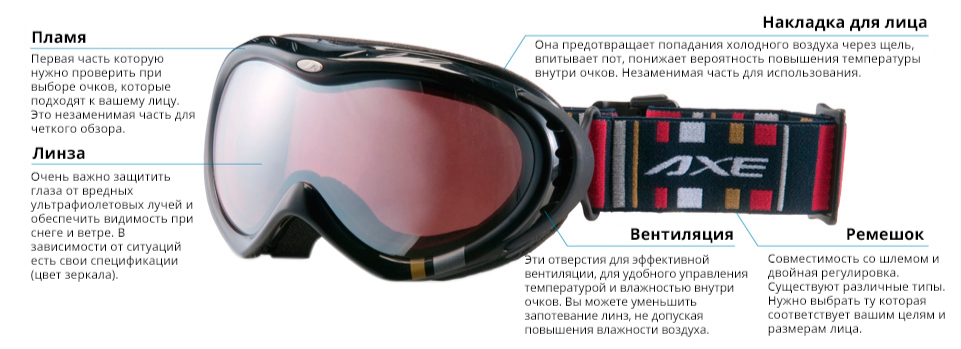 Пламя
Первая часть которую
нужно проверить при
выборе очков, которые
подходят к вашему лицу.
Это незаменимая часть для
четкого обзора.
Линза
Очень важно защитить
глаза от вредных
ультрафиолетовых лучей и
обеспечить видимость при
снеге и ветре. В
зависимости от ситуаций
есть свои спецификации
(цвет зеркала).
Накладка для лица
Она предотвращает попадания холодного воздуха через щель,
впитывает пот, понижает вероятность повышения температуры
внутри очков. Незаменимая часть для использования.
AXE
Вентиляция
Эти отверстия для эффективной
вентиляции, для удобного управления
температурой и влажностью внутри
очков. Вы можете уменьшить
запотевание линз, не допуская
повышения влажности воздуха.
Ремешок
Совместимость со шлемом и
двойная регулировка.
Существуют различные типы.
Нужно выбрать ту которая
соответствует вашим целям и
размерам лица.